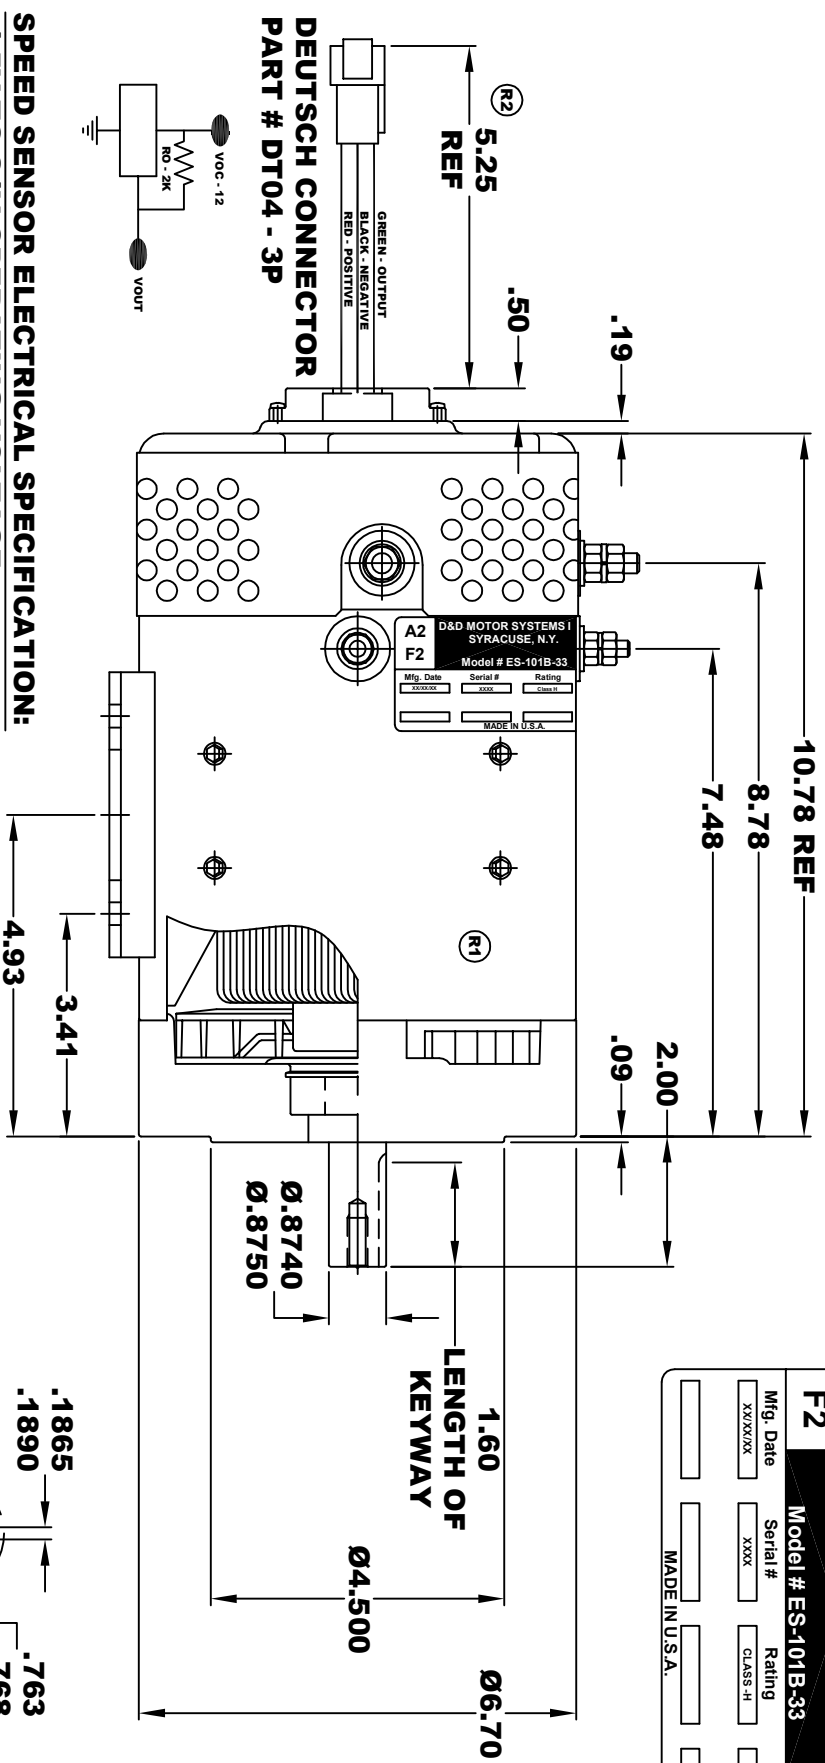 DEUTSCH CONNECTOR
PART # DT04 - 3P
R2
5.25
REF
GREEN - OUTPUT
BLACK - NEGATIVE
RED - POSITIVE
.50
.19
VOC - 12
RO - 2K
VOUT
SPEED SENSOR ELECTRICAL SPECIFICATION:
A2
F2
D&D MOTOR SYSTEMS I
SYRACUSE, N.Y.
Model # ES-101B-33
Mfg. Date
Serial #
Rating
XX/XX/XX
XXXX
Class H
MADE IN U.S.A.
10.78 REF
8.78
7.48
R1
4.93
3.41
2.00
.09
Ø.8740
Ø.8750
1.60
LENGTH OF
KEYWAY
Ø4.500
Ø6.70
.1865
.1890
.763
.768
F2
Model # ES-101B-33
Mfg. Date
Serial #
Rating
XX/XX/XX
XXXX
CLASS -H
MADE IN U.S.A.